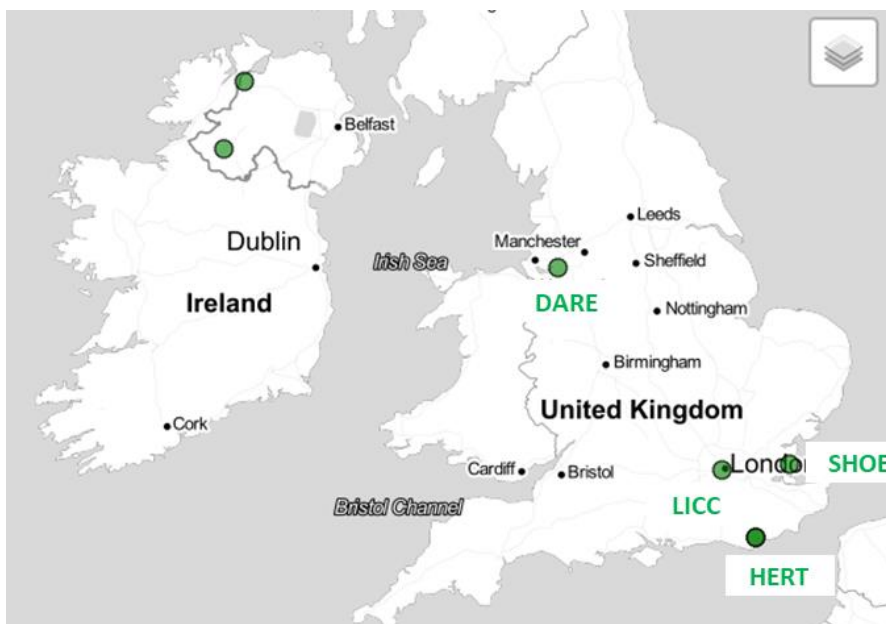 Belfast
Leeds
Dublin
Manchester
Irish Sea
Sheffield
DARE
Ireland
Nottingham
Birmingham
United Kingdom
Cork
Cardiff
Bristol
London
SHOE
LICC
Bristol Channel
HERT